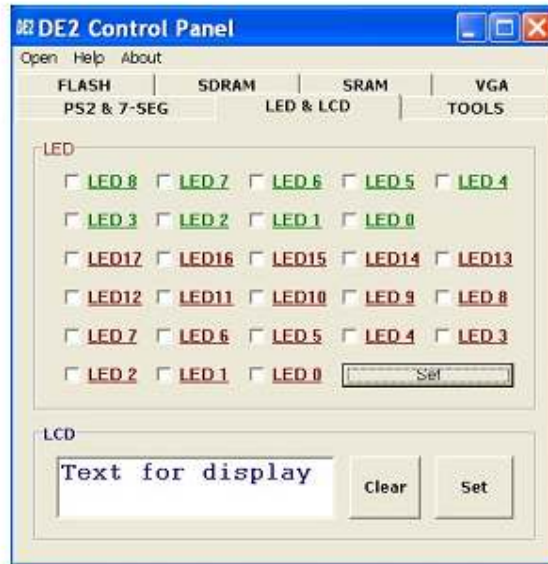 DE2 DE2 Control Panel
Open Help About
FLASH SDRAM SRAM VGA
PS2 & 7-SEG LED & LCD TOOLS
LED
LED 8 LED 7 LED 6 LED 5 LED 4
LED 3 LED 2 LED 1 LED 0
LED17 LED16 LED15 LED14 LED13
LED12 LED11 LED10 LED 9 LED 8
LED 7 LED 6 LED 5 LED 4 LED 3
LED 2 LED 1 LED 0 Set
LCD
Text for display
Clear Set